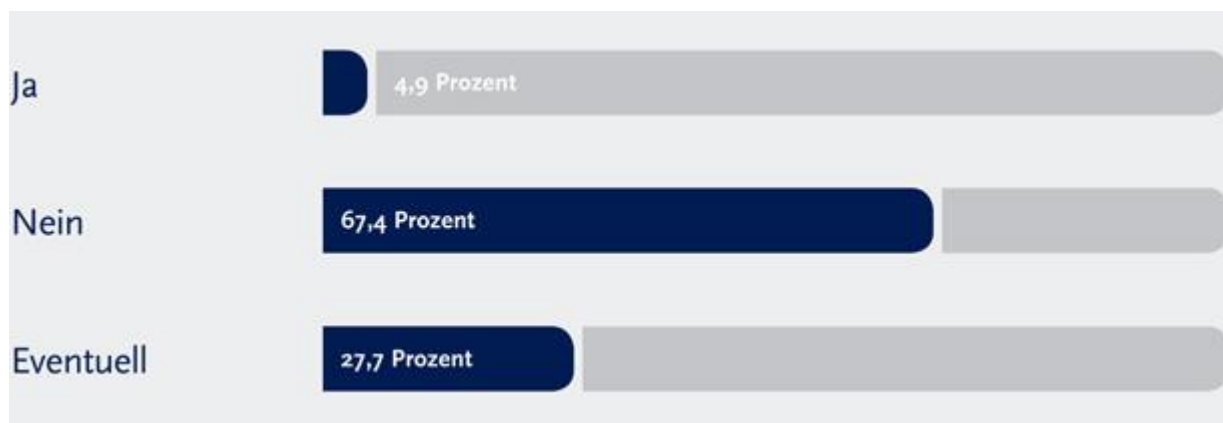 Ja
4,9 Prozent
Nein
67,4 Prozent
Eventuell
27,7 Prozent